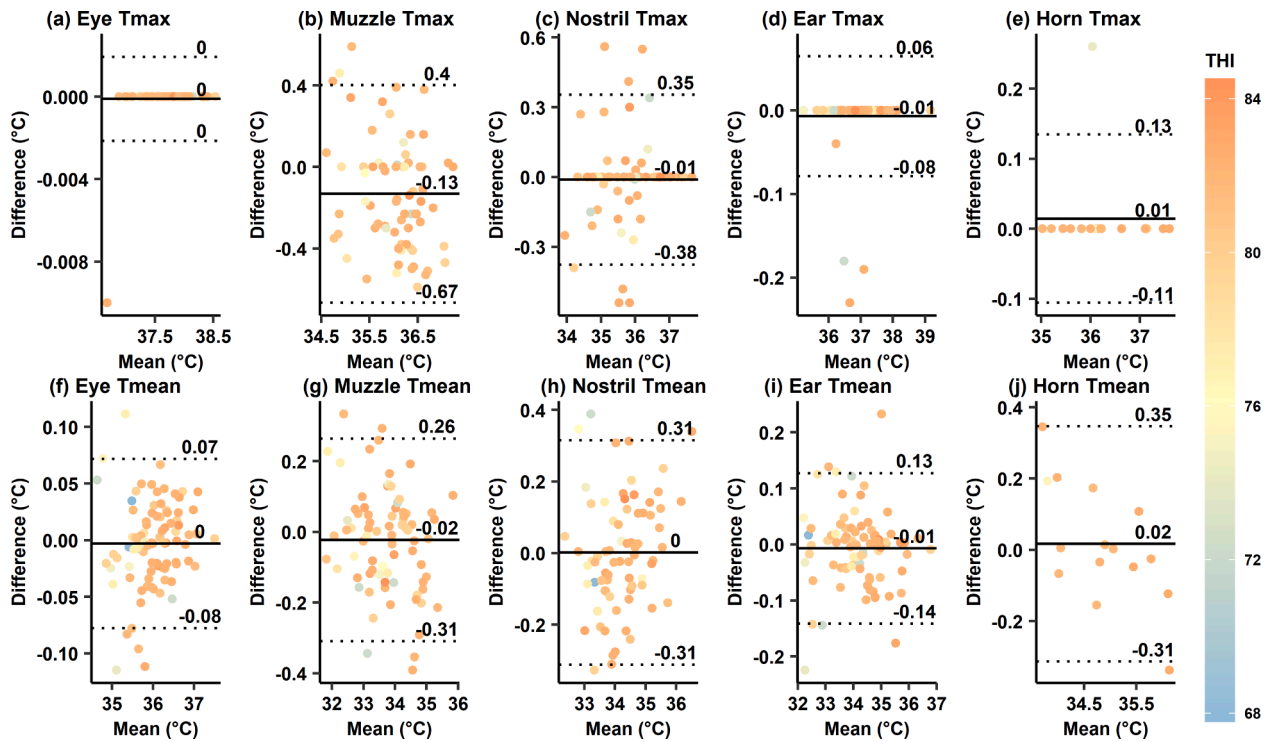 (a) Eye Tmax
Difference (°C)
0.000
-0.004
-0.008
0
0
0
37.5 38.5
Mean (°C)
(b) Muzzle Tmax
Difference (°C)
0.4
0.0
-0.4
0.4
-0.13
-0.67
34.5 35.5 36.5
Mean (°C)
(c) Nostril Tmax
Difference (°C)
0.6
0.3
0.0
-0.3
0.35
-0.01
-0.38
34 35 36 37
Mean (°C)
(d) Ear Tmax
Difference (°C)
0.0
-0.1
-0.2
0.06
-0.01
-0.08
36 37 38 39
Mean (°C)
(e) Horn Tmax
Difference (°C)
0.2
0.1
0.0
-0.1
0.13
0.01
-0.11
35 36 37
Mean (°C)
THI
84
80
76
72
68
(f) Eye Tmean
Difference (°C)
0.10
0.05
0.00
-0.05
-0.10
0.07
0
-0.08
35 36 37
Mean (°C)
(g) Muzzle Tmean
Difference (°C)
0.2
0.0
-0.2
-0.4
0.26
-0.02
-0.31
32 33 34 35 36
Mean (°C)
(h) Nostril Tmean
Difference (°C)
0.4
0.2
0.0
-0.2
0.31
0
-0.31
33 34 35 36
Mean (°C)
(i) Ear Tmean
Difference (°C)
0.2
0.1
0.0
-0.1
-0.2
0.13
-0.01
-0.14
32 33 34 35 36 37
Mean (°C)
(j) Horn Tmean
Difference (°C)
0.4
0.2
0.0
-0.2
0.35
0.02
-0.31
34.5 35.5
Mean (°C)